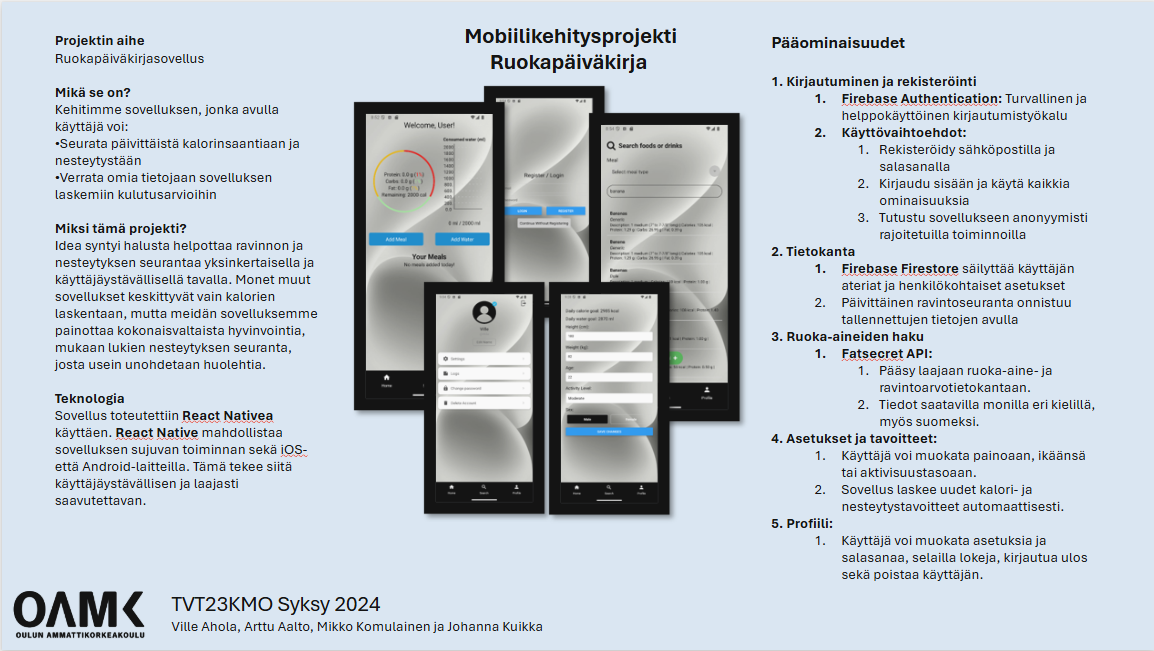 Projektin aihe
Ruokapäiväkirjasovellus
Mikä se on?
Kehitimme sovelluksen, jonka avulla
käyttäjä voi:
•Seurata päivittäistä kalorinsaantiaan ja
nesteytystään
•Verrata omia tietojaan sovelluksen
laskemiin kulutusarvioihin
Miksi tämä projekti?
Idea syntyi halusta helpottaa ravinnon ja
nesteytyksen seurantaa yksinkertaisella ja
käyttäjäystävällisellä tavalla. Monet muut
sovellukset keskittyvät vain kalorien
laskentaan, mutta meidän sovelluksemme
painottaa kokonaisvaltaista hyvinvointia,
mukaan lukien nesteytyksen seuranta,
josta usein unohdetaan huolehtia.
Teknologia
Sovellus toteutettiin React Nativea
käyttäen. React Native mahdollistaa
sovelluksen sujuvan toiminnan sekä iOS-
että Android-laitteilla. Tämä tekee siitä
käyttäjäystävällisen ja laajasti
saavutettavan.
Mobiilikehitysprojekti
Ruokapäiväkirja
Welcome, User!
Consumed water (ml)
Protein: 0.0 g
Carbs: 0.0 g
Fat: 0.0 g
Remaining: 2000 cal
0 ml / 2000 ml
Add Meal
Add Water
Your Meals
No meals added today!
Home
Register / Login
LOGIN
REGISTER
Continue Without Registering
Search foods or drinks
Meal
Select meal type
banana
Bananas
Generic
Banana
Generic
Bananas
Profile
Settings
Logs
Change password
Delete Account
Home
Search
Profile
Daily calorie goal:
Daily water goal:
Height (cm):
Weight (kg):
Age:
Activity Level:
Moderate
Sex:
Male
Home
Search
Profile
Pääominaisuudet
1. Kirjautuminen ja rekisteröinti
1. Firebase Authentication: Turvallinen ja
helppokäyttöinen kirjautumistyökalu
2. Käyttövaihtoehdot:
1. Rekisteröidy sähköpostilla ja
salasanalla
2. Kirjaudu sisään ja käytä kaikkia
ominaisuuksia
3. Tutustu sovellukseen anonyymisti
rajoitetuilla toiminnoilla
2. Tietokanta
1. Firebase Firestore säilyttää käyttäjän
ateriat ja henkilökohtaiset asetukset
2. Päivittäinen ravintoseuranta onnistuu
tallennettujen tietojen avulla
3. Ruoka-aineiden haku
1. Fatsecret API:
1. Pääsy laajaan ruoka-aine- ja
ravintoarvotietokantaan.
2. Tiedot saatavilla monilla eri kielillä,
myös suomeksi.
4. Asetukset ja tavoitteet:
1. Käyttäjä voi muokata painoaan, ikäänsä
tai aktivisuustasoaan.
2. Sovellus laskee uudet kalori- ja
nesteytystavoitteet automaattisesti.
5. Profiili:
1. Käyttäjä voi muokata asetuksia ja
salasanaa, selailla lokeja, kirjautua ulos
sekä poistaa käyttäjän.
OAMK
OULUN AMMATTIKORKEAKOULU
TVT23KMO Syksy 2024
Ville Ahola, Arttu Aalto, Mikko Komulainen ja Johanna Kuikka